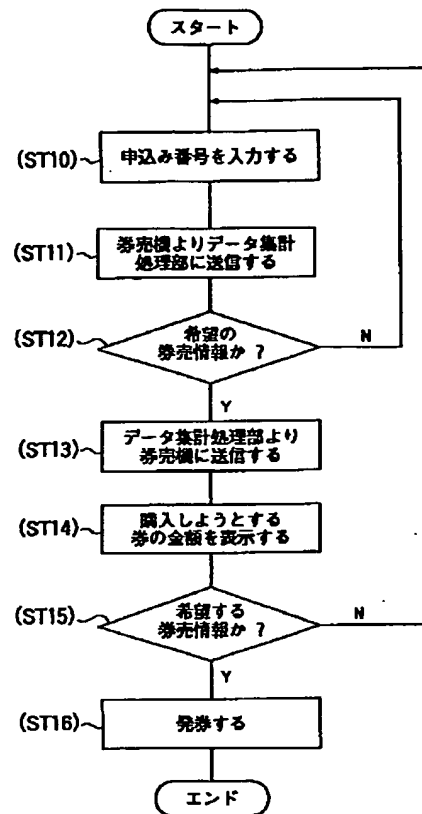 スタート
(ST10)
申込み番号を入力する
(ST11)
券売機よりデータ集計
処理部に送信する
(ST12)
希望の
券売情報か ?
N
Y
(ST13)
データ集計処理部より
券売機に送信する
(ST14)
購入しようとする
券の金額を表示する
(ST15)
希望する
券売情報か ?
N
Y
(ST16)
発券する
エンド